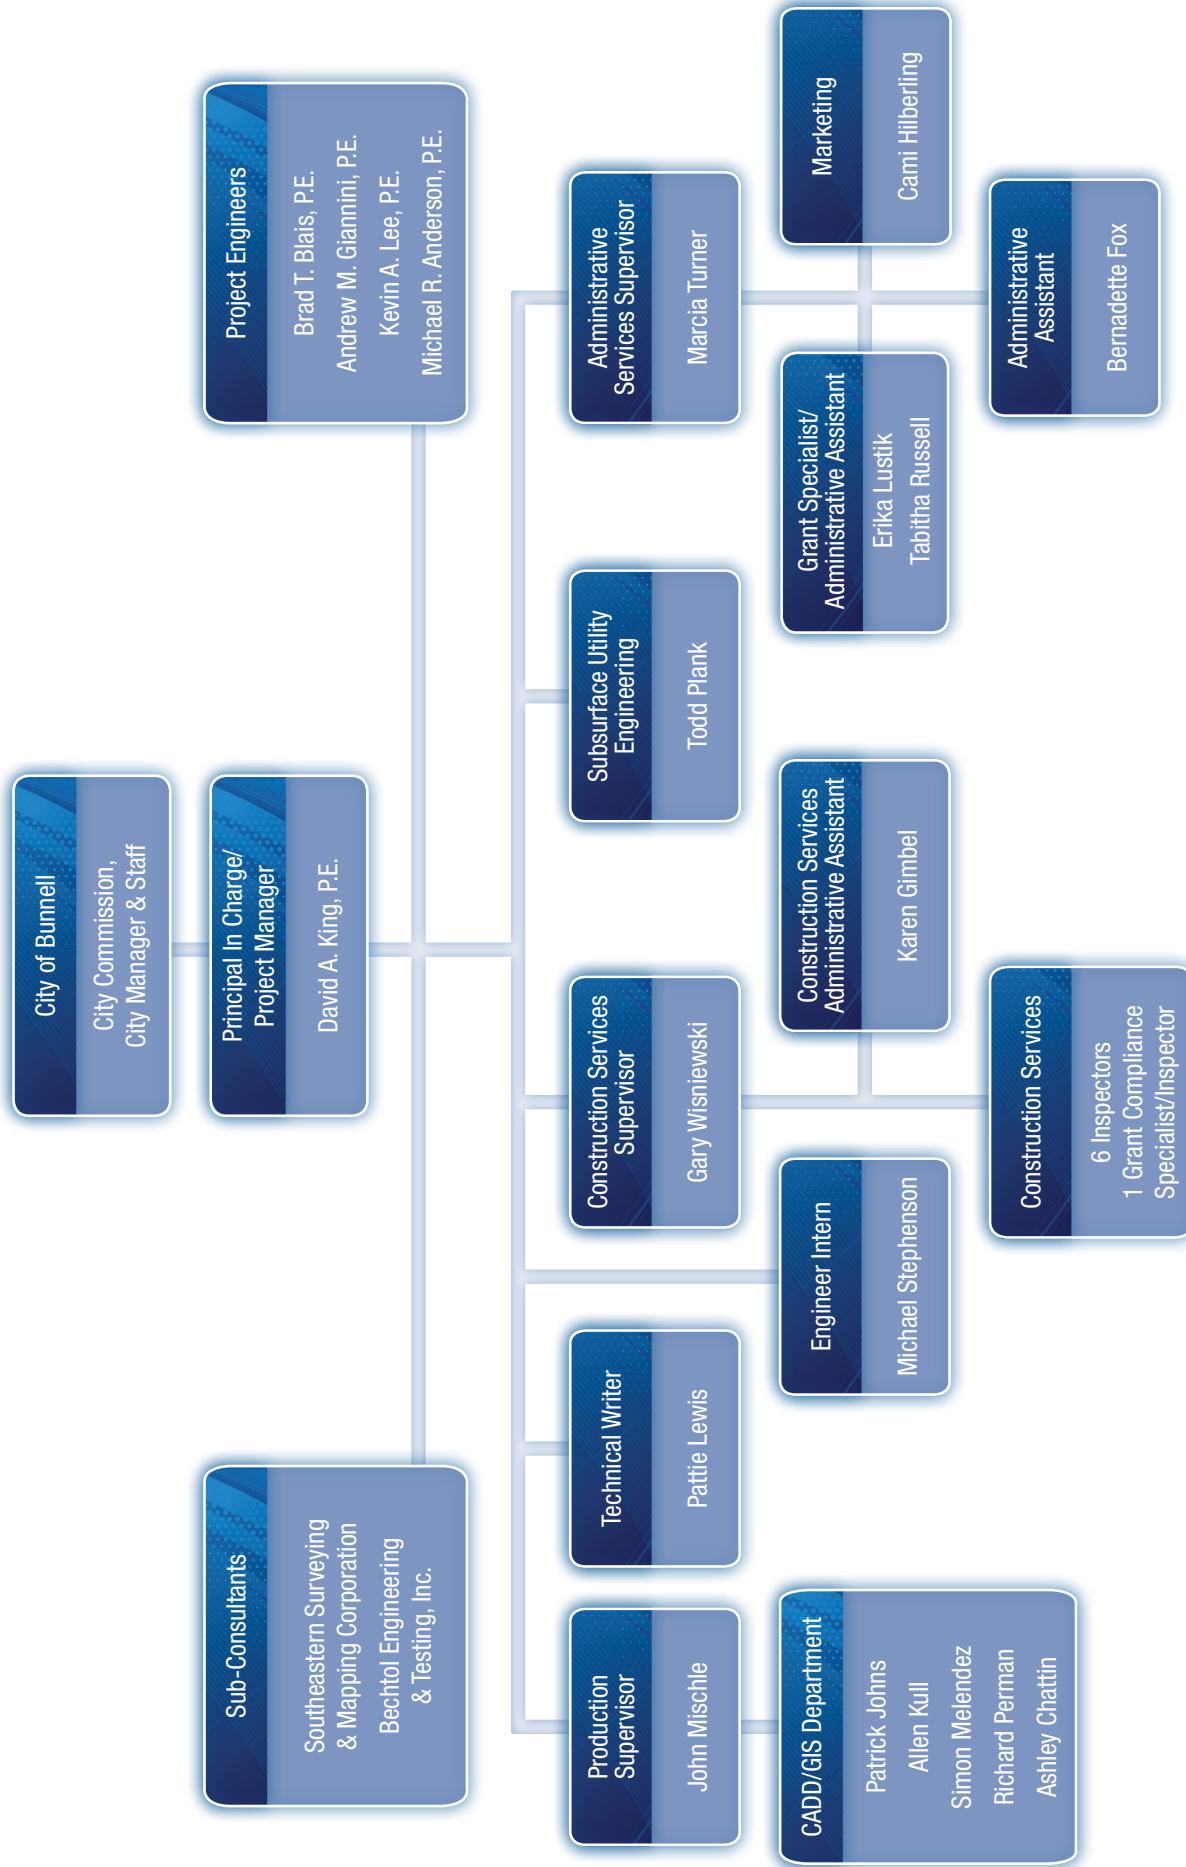 City of Bunnell
City Commission,
City Manager & Staff
Principal In Charge/
Project Manager
David A. King, P.E.
Sub-Consultants
Southeastern Surveying
& Mapping Corporation
Bechtol Engineering
& Testing, Inc.
Project Engineers
Brad T. Blais, P.E.
Andrew M. Giannini, P.E.
Kevin A. Lee, P.E.
Michael R. Anderson, P.E.
Production
Supervisor
John Mischle
Technical Writer
Pattie Lewis
Construction Services
Supervisor
Gary Wisniewski
Subsurface Utility
Engineering
Todd Plank
Administrative
Services Supervisor
Marcia Turner
CADD/GIS Department
Patrick Johns
Allen Kull
Simon Melendez
Richard Perman
Ashley Chattin
Engineer Intern
Michael Stephenson
Construction Services
Administrative Assistant
Karen Gimbel
Grant Specialist/
Administrative Assistant
Erika Lustik
Tabitha Russell
Marketing
Cami Hilberling
Construction Services
6 Inspectors
1 Grant Compliance
Specialist/Inspector
Administrative
Assistant
Bernadette Fox